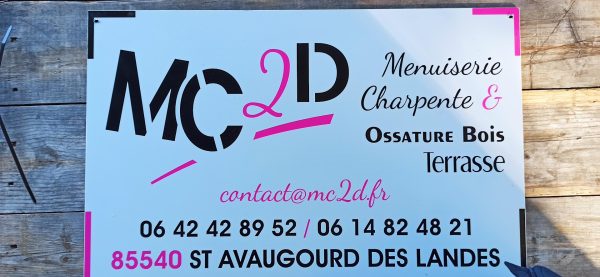 MC2D
Menuiserie
Charpente &
Ossature Bois
Terrasse
contact@mc2d.fr
06 42 42 89 52 / 06 14 82 48 21
85540 ST AVAUGOURD DES LANDES